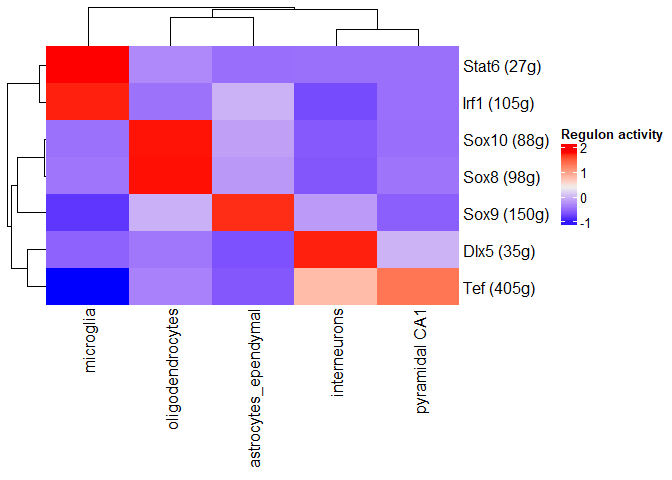 Stat6 (27g)
Irf1 (105g)
Sox10 (88g)
Sox8 (98g)
Sox9 (150g)
Dlx5 (35g)
Tef (405g)
Regulon activity
2
1
0
-1
microglia
oligodendrocytes
astrocytes_ependymal
interneurons
pyramidal CA1